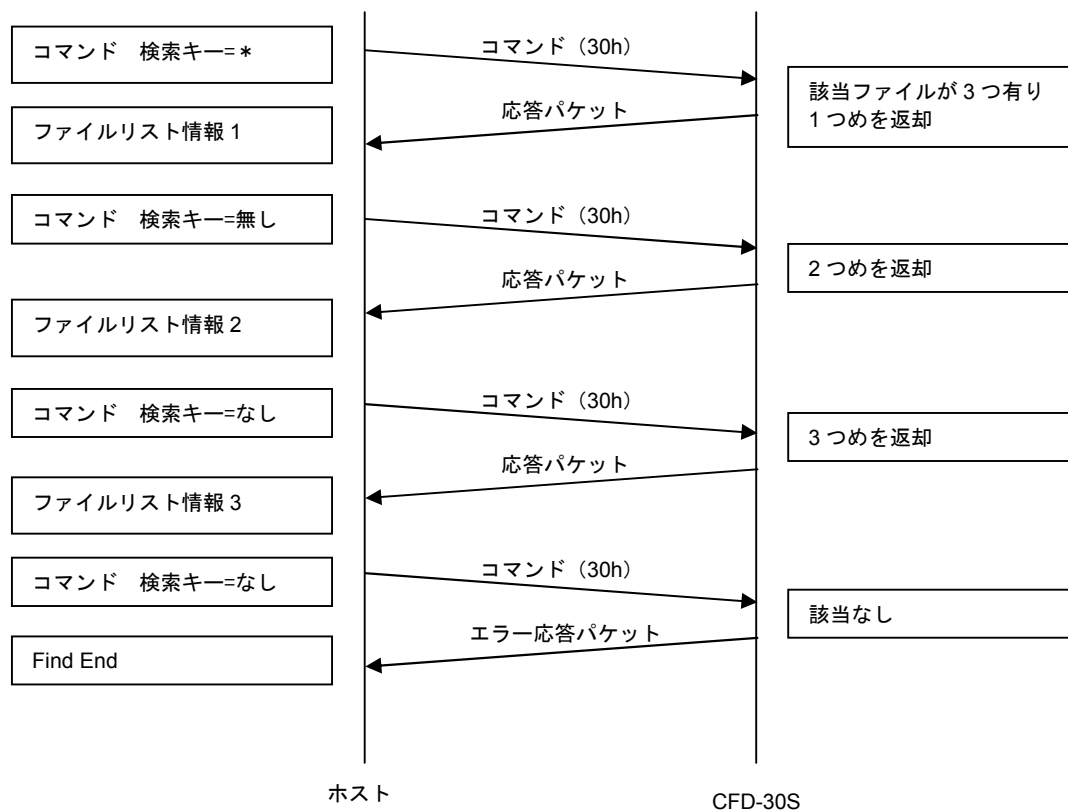 コマンド　検索キー=＊
コマンド（30h）
該当ファイルが 3 つ有り
1 つめを返却
応答パケット
ファイルリスト情報 1
コマンド　検索キー=無し
コマンド（30h）
2 つめを返却
応答パケット
ファイルリスト情報 2
コマンド　検索キー=なし
コマンド（30h）
3 つめを返却
応答パケット
ファイルリスト情報 3
コマンド　検索キー=なし
コマンド（30h）
該当なし
エラー応答パケット
Find End
ホスト
CFD-30S